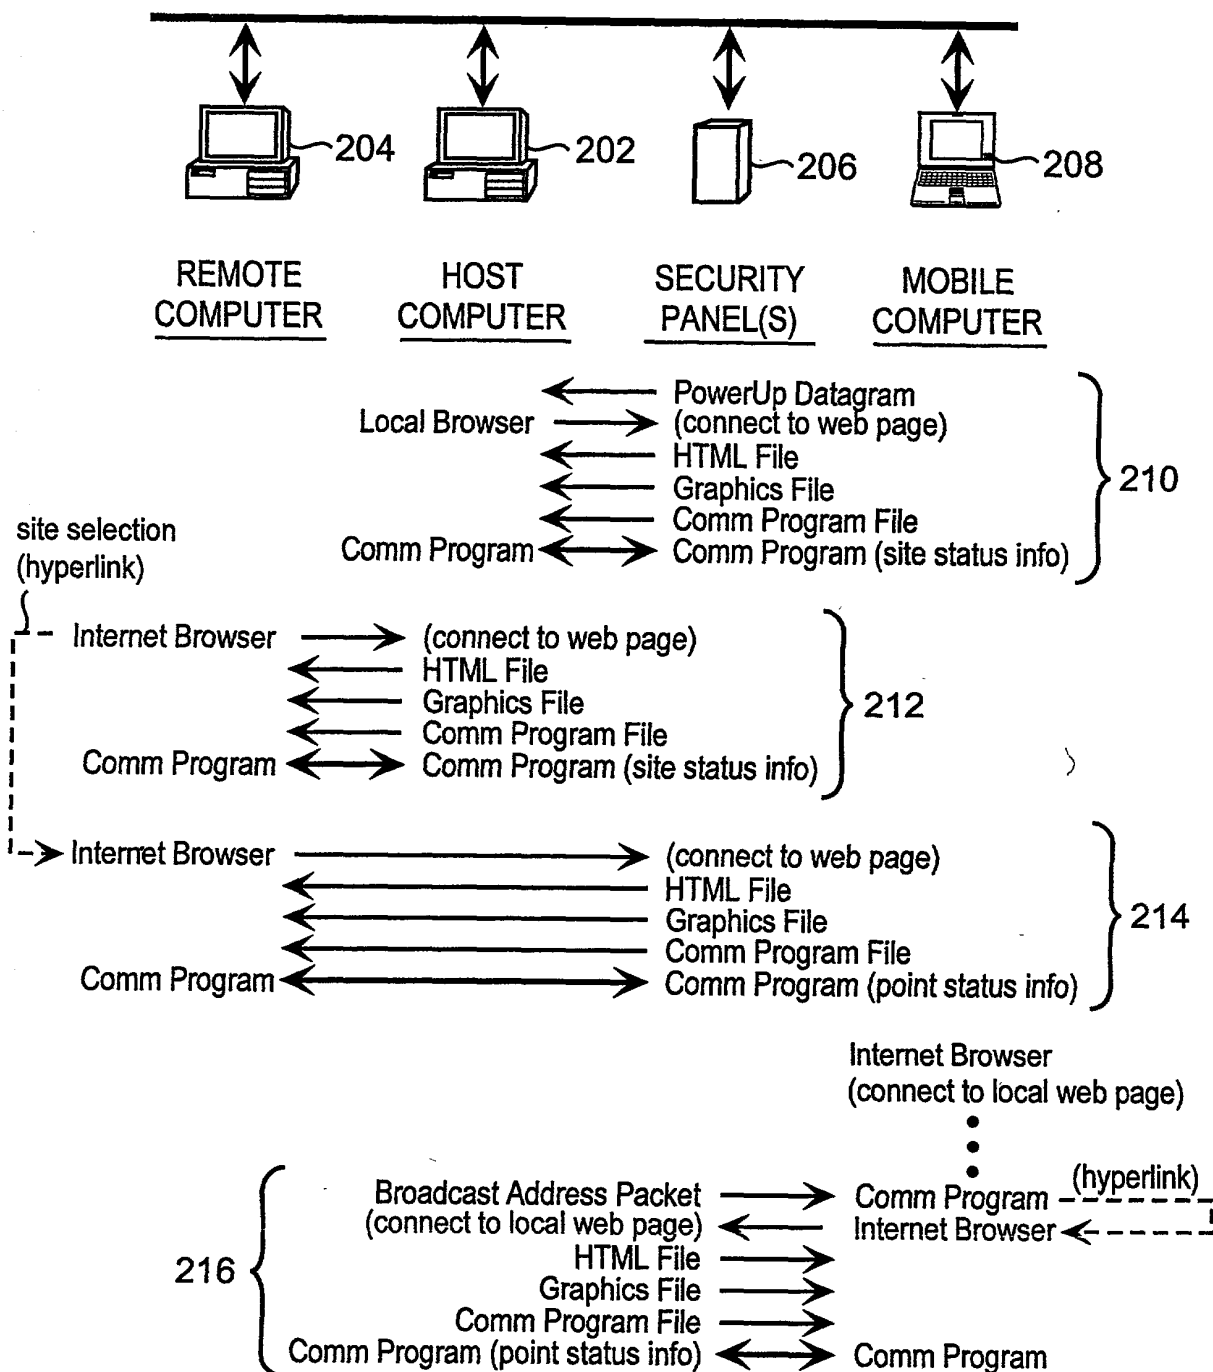 204
202
206
208
REMOTE
COMPUTER
HOST
COMPUTER
SECURITY
PANEL(S)
MOBILE
COMPUTER
PowerUp Datagram
Local Browser (connect to web page)
HTML File
Graphics File
Comm Program File
Comm Program Comm Program (site status info)
210
site selection
(hyperlink)
Internet Browser (connect to web page)
HTML File
Graphics File
Comm Program File
Comm Program Comm Program (site status info)
212
Internet Browser (connect to web page)
HTML File
Graphics File
Comm Program File
Comm Program Comm Program (point status info)
214
Internet Browser
(connect to local web page)
Broadcast Address Packet Comm Program (hyperlink)
(connect to local web page) Internet Browser
HTML File
Graphics File
Comm Program File
Comm Program (point status info) Comm Program
216